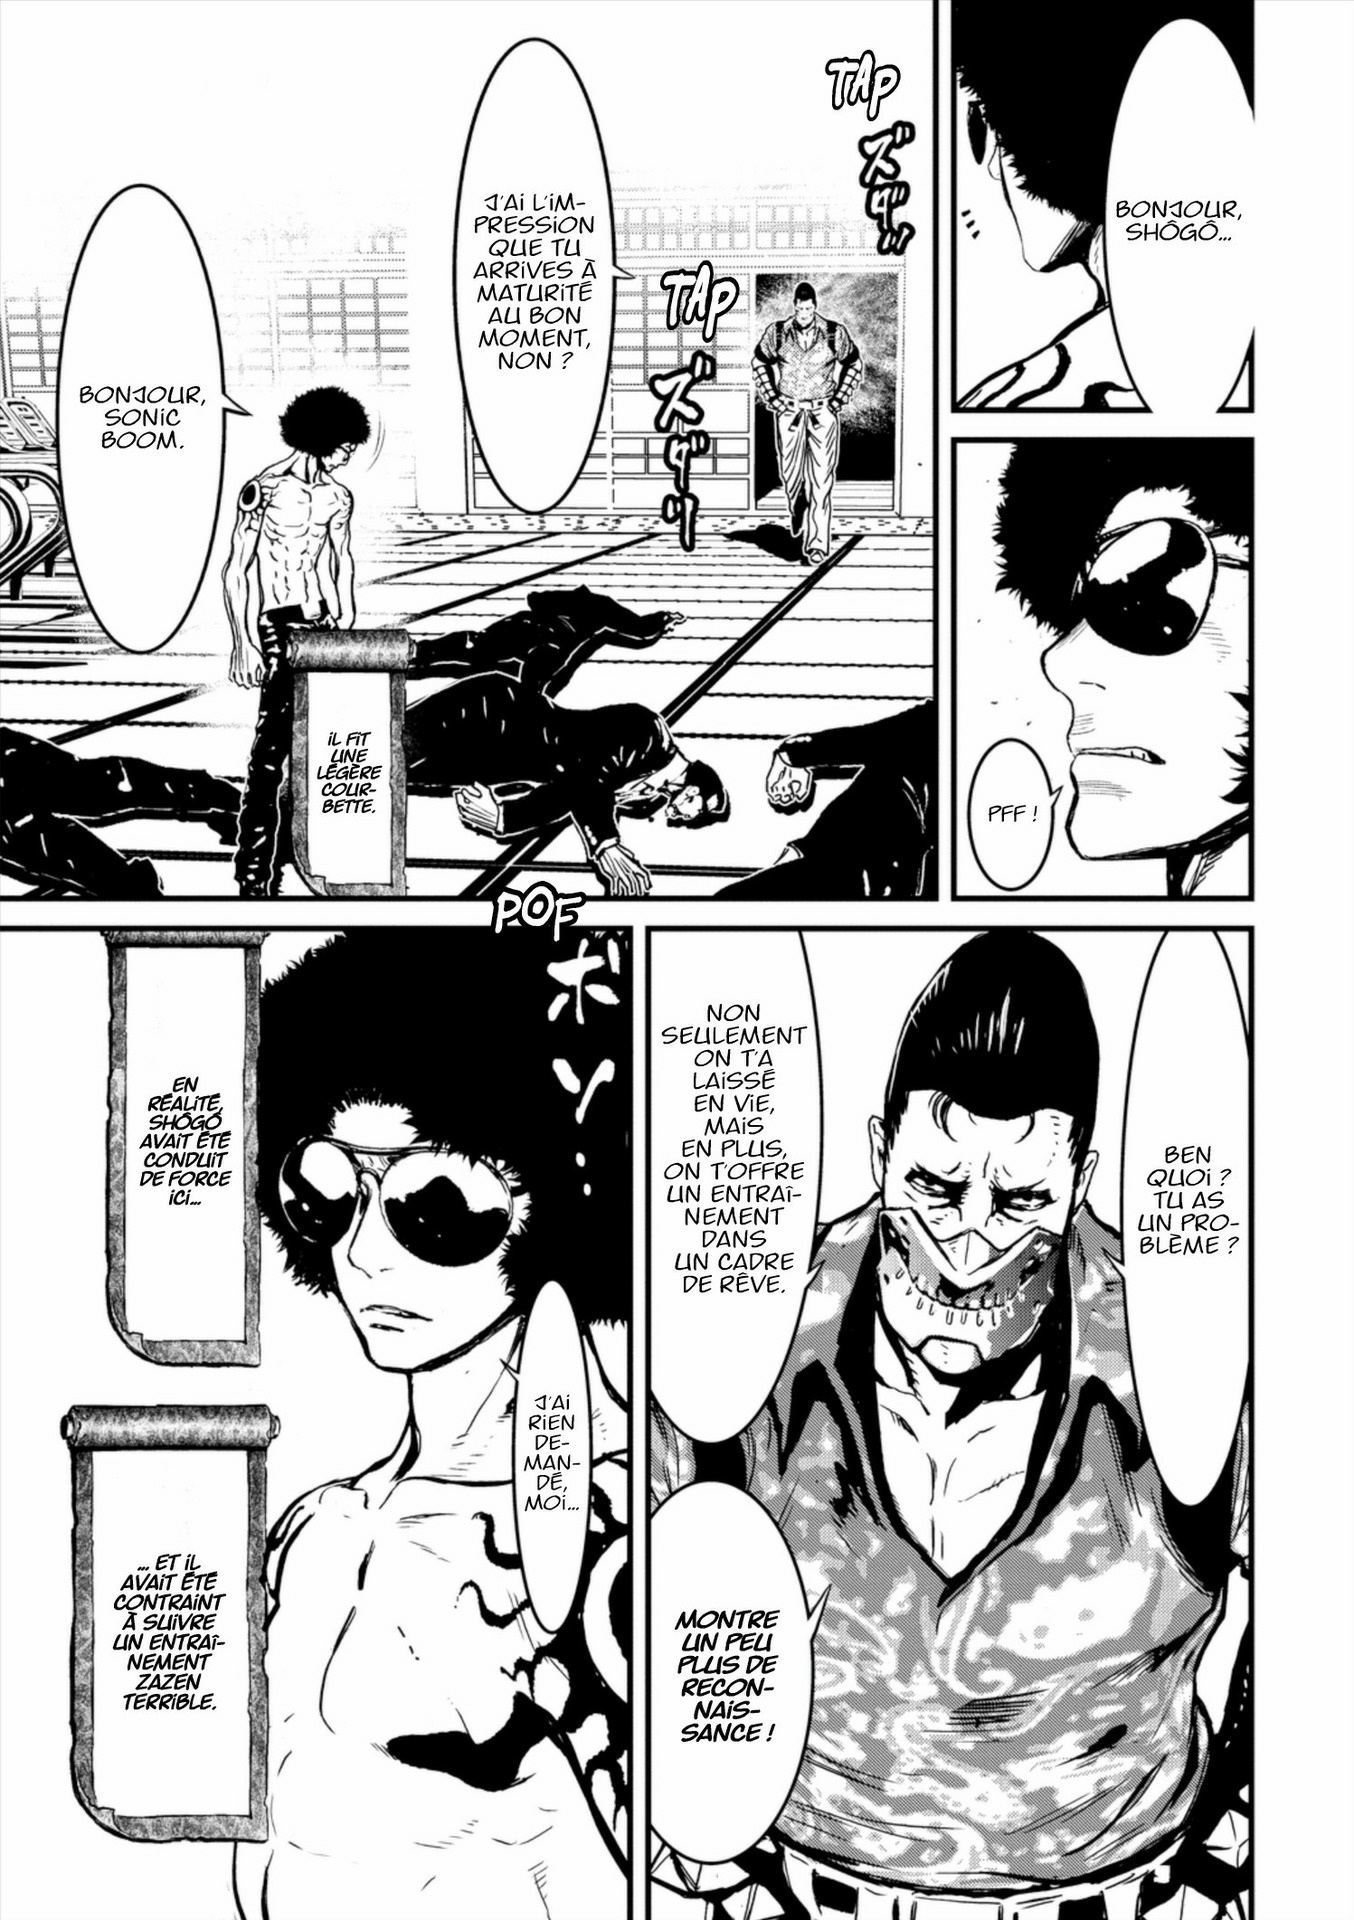 BONJOUR,
SHÔGÔ...
TAP
ズダダッ
J'AI L'IM-
PRESSION
QUE TU
ARRIVES À
MATURITÉ
AU BON
MOMENT,
NON ?
TAP
ズダダッ
BONJOUR,
SONIC
BOOM.
IL FIT
UNE
LÉGÈRE
COUR-
BETTE.
PFF !
BEN
QUOI ?
TU AS
UN PRO-
BLÈME ?
NON
SEULEMENT
ON T'A
LAISSÉ
EN VIE,
MAIS
EN PLUS,
ON T'OFFRE
UN ENTRAÎ-
NEMENT
DANS
UN CADRE
DE RÊVE.
MONTRE
UN PEU
PLUS DE
RECON-
NAIS-
SANCE !
POF
ボソ...
J'AI
RIEN
DE-
MAN-
DÉ,
MOI...
EN
RÉALITÉ,
SHÔGÔ
AVAIT ÉTÉ
CONDUIT
DE FORCE
ICI...
... ET IL
AVAIT ÉTÉ
CONTRAINT
À SUIVRE
UN ENTRAÎ-
NEMENT
ZAZEN
TERRIBLE.